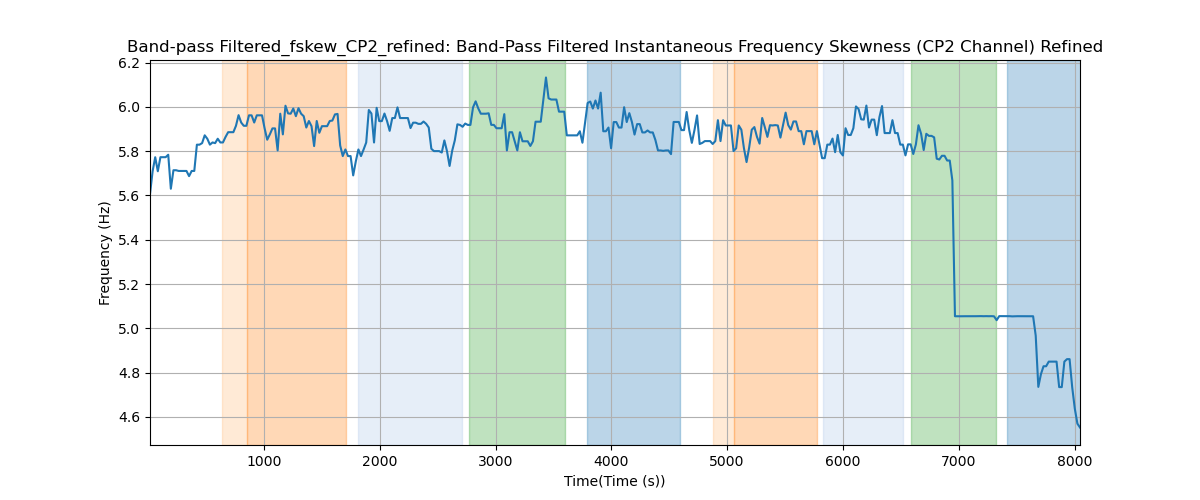 Band-pass Filtered_fskew_CP2_refined: Band-Pass Filtered Instantaneous Frequency Skewness (CP2 Channel) Refined
6.2
6.0
5.8
5.6
5.4
5.2
5.0
4.8
4.6
Frequency (Hz)
1000 2000 3000 4000 5000 6000 7000 8000
Time(Time (s))